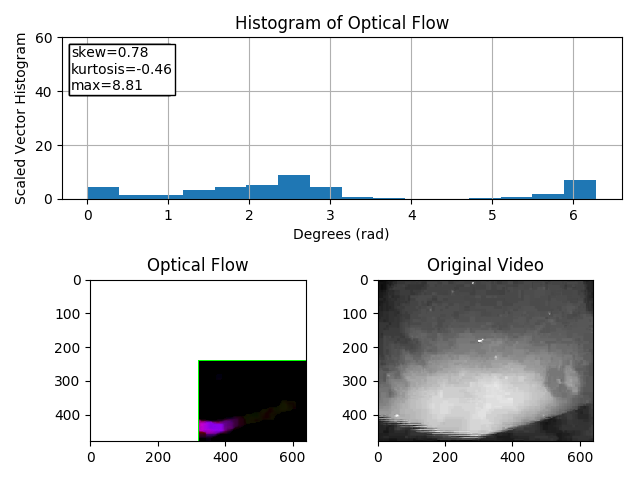 Histogram of Optical Flow
60
40
20
0
Scaled Vector Histogram
skew=0.78
kurtosis=-0.46
max=8.81
0 1 2 3 4 5 6
Degrees (rad)
Optical Flow
0
100
200
300
400
0 200 400 600
Original Video
0
100
200
300
400
0 200 400 600